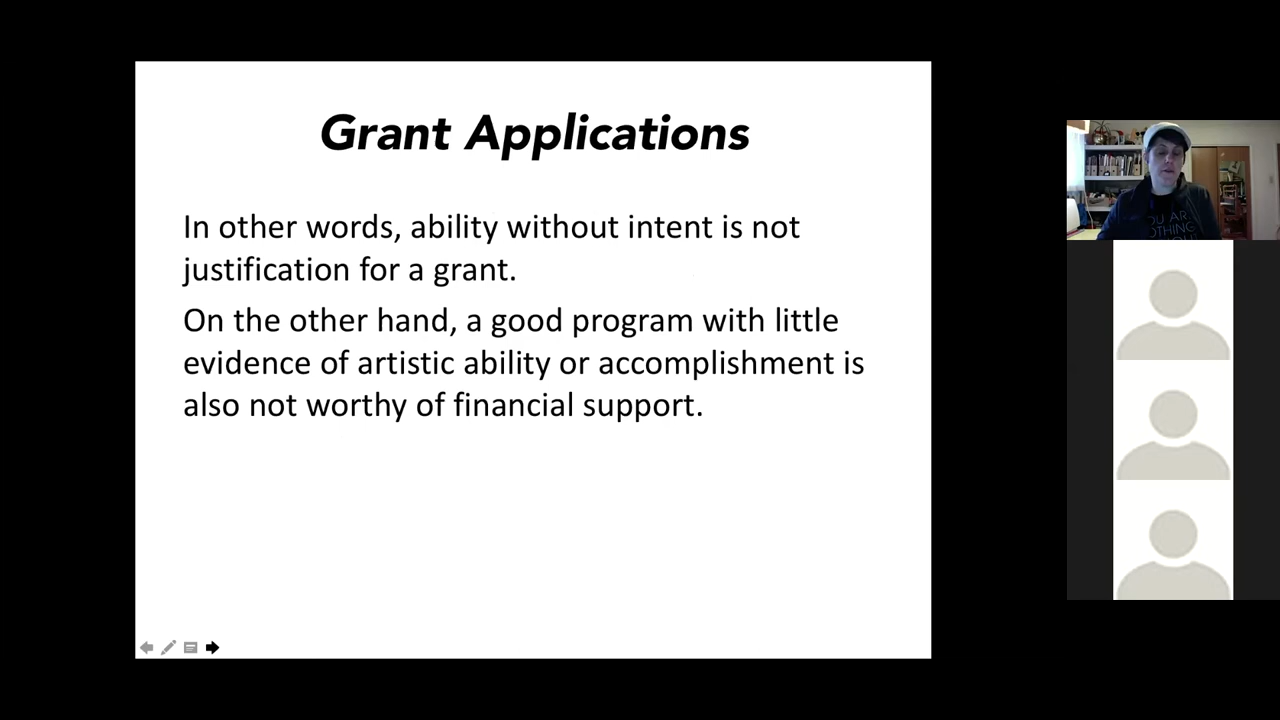 Grant Applications
In other words, ability without intent is not
justification for a grant.
On the other hand, a good program with little
evidence of artistic ability or accomplishment is
also not worthy of financial support.